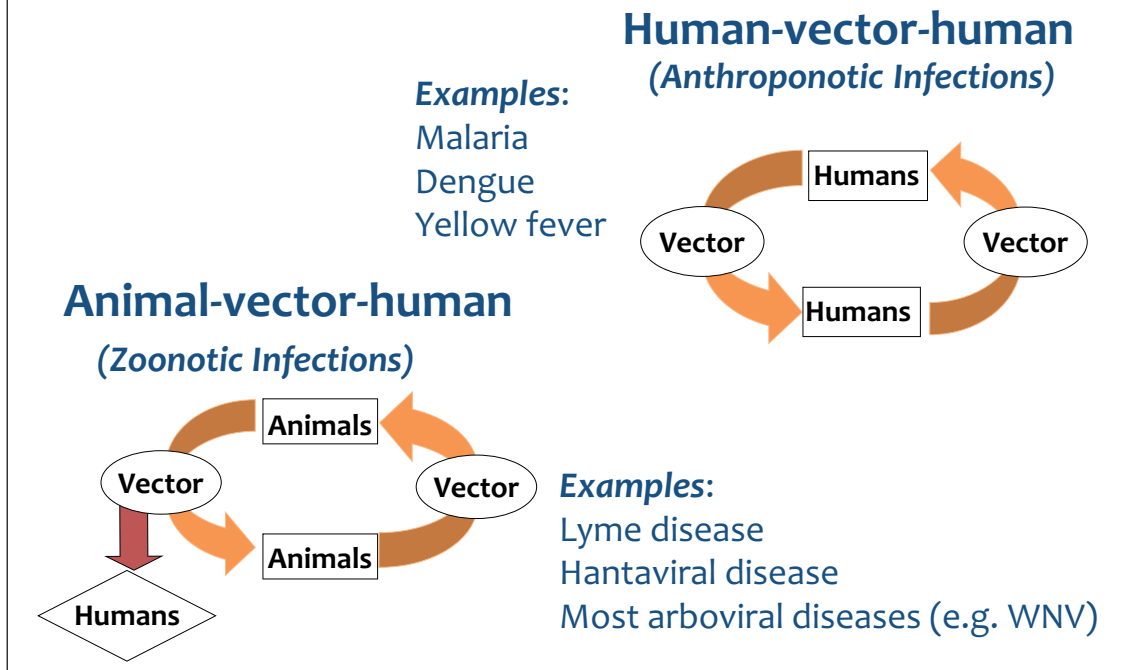 Human-vector-human
(Anthroponotic Infections)
Examples:
Malaria
Dengue
Yellow fever
Humans
Vector
Vector
Humans
Animal-vector-human
(Zoonotic Infections)
Animals
Vector
Vector
Animals
Humans
Examples:
Lyme disease
Hantaviral disease
Most arboviral diseases (e.g. WNV)